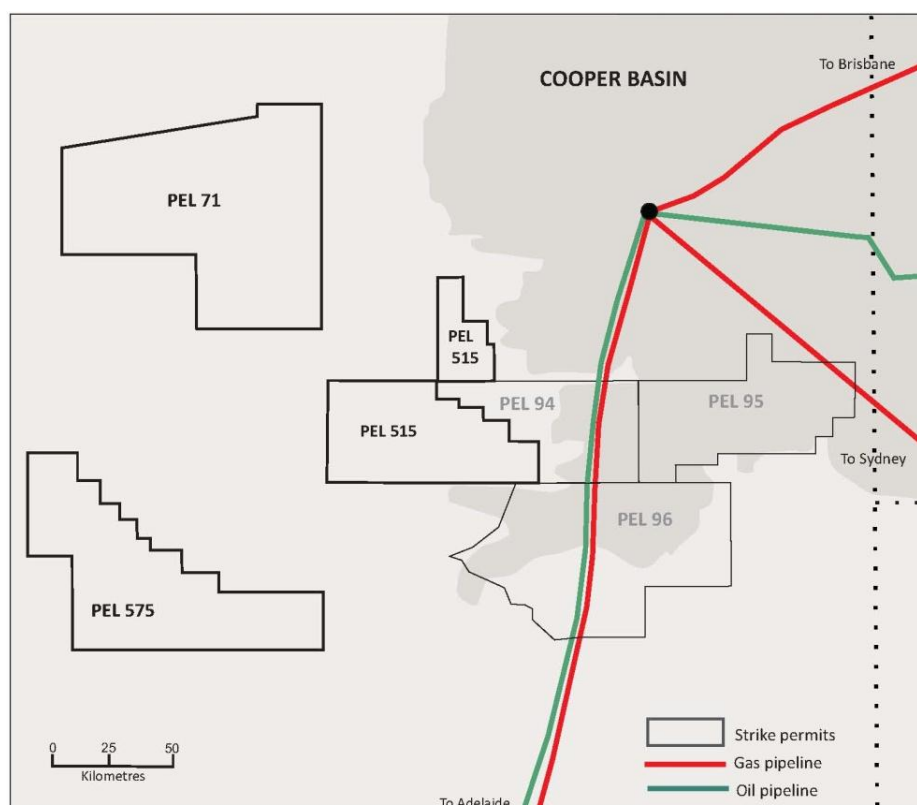 To Brisbane
COOPER BASIN
PEL 71
PEL
515
PEL 94
PEL 95
PEL 515
To Sydney
PEL 96
PEL 575
0 25 50
Kilometres
Strike permits
Gas pipeline
Oil pipeline
To Adelaide